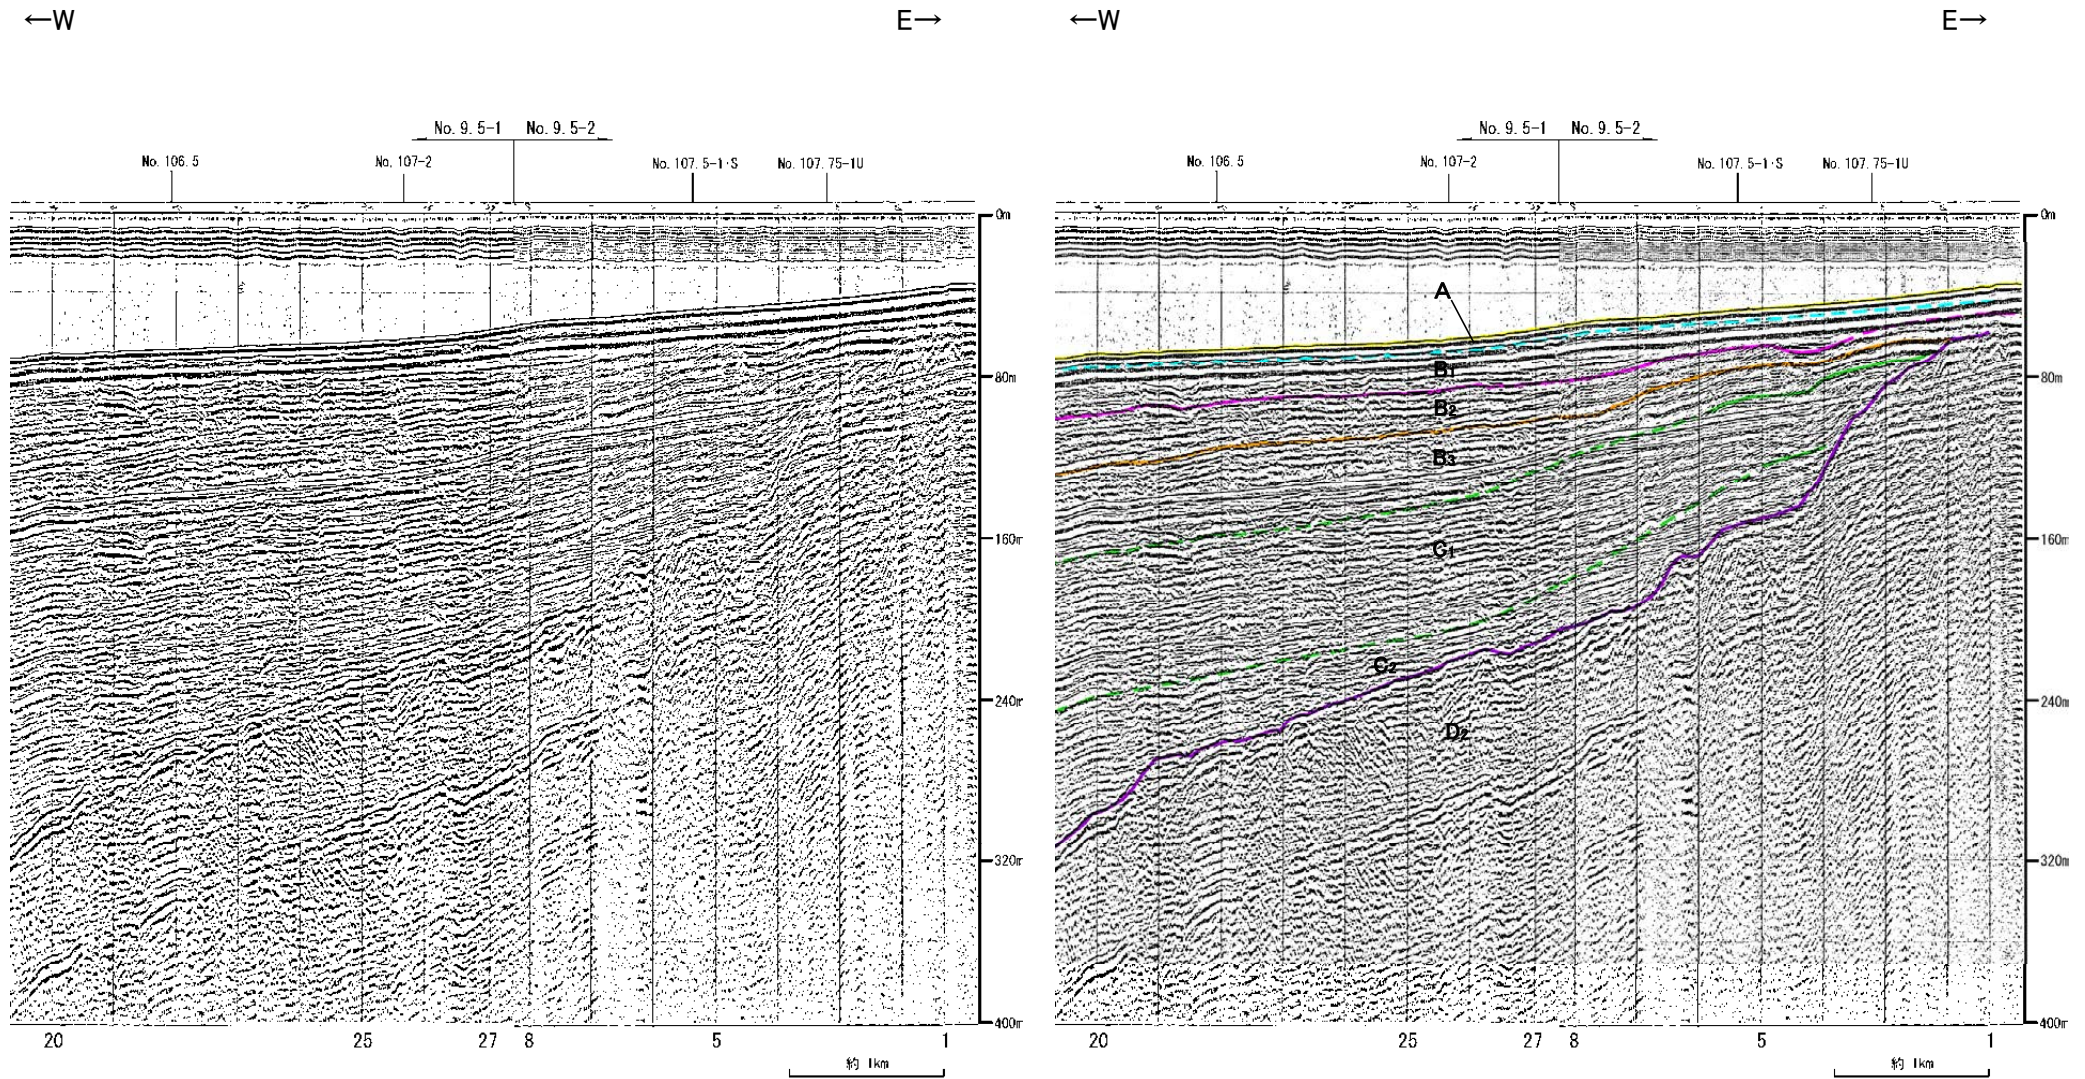 ←W E→
No. 9.5-1 No. 9.5-2
No. 106.5 No. 107-2 No. 107.5-1·S No. 107.75-1U
0m
80m
160m
240m
320m
400m
20 25 27 8 5 1
約 1km
←W E→
No. 9.5-1 No. 9.5-2
No. 106.5 No. 107-2 No. 107.5-1·S No. 107.75-1U
0m
A
B1
80m
B2
B3
160m
C1
C2
240m
D2
320m
400m
20 25 27 8 5 1
約 1km